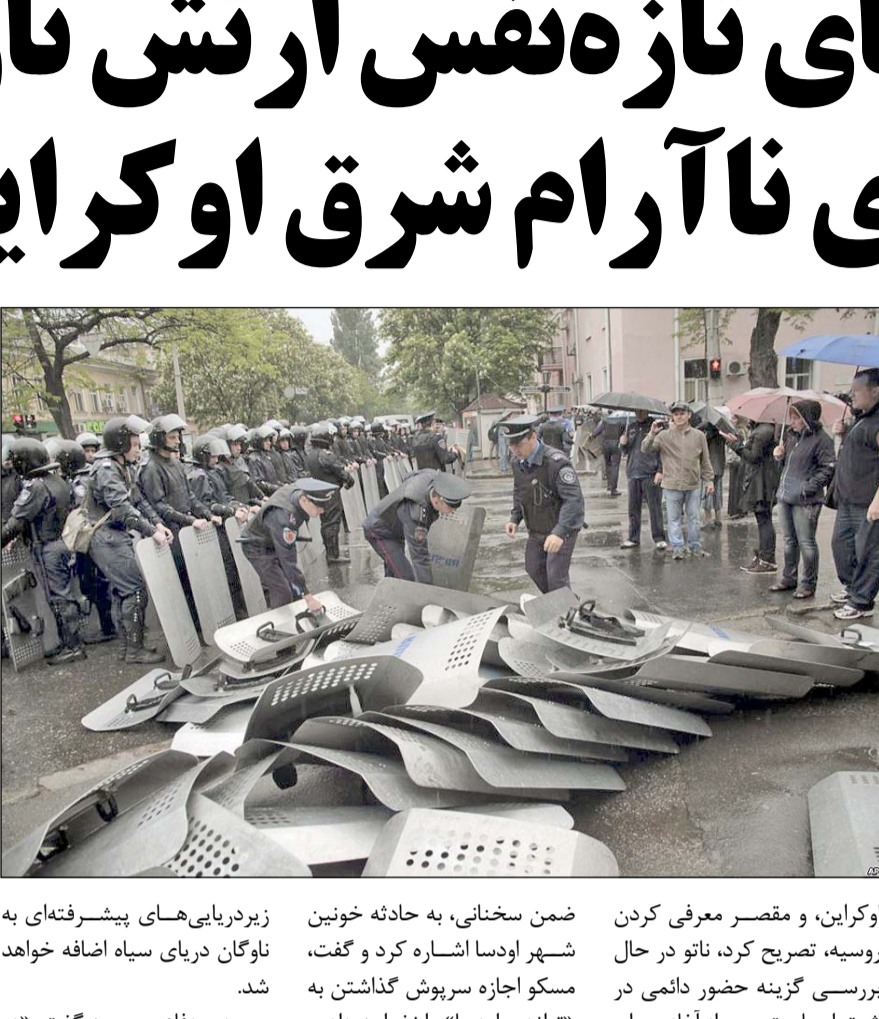 تازه‌نفس ارتش
ناآرام شرق
اوکراین، و مقصر معرفی کردن
روسیه، تصریح کرد، ناتو در حال
بررسی گزینه حضور دائمی در
ضمن سخنانی، به حادثه خونین
شهر اودسا اشاره کرد و گفت،
مسکو اجازه سرپوش گذاشتن به
زیردریایی‌های پیشرفته‌ای به
ناوگان دریای سیاه اضافه خواهد
شد.